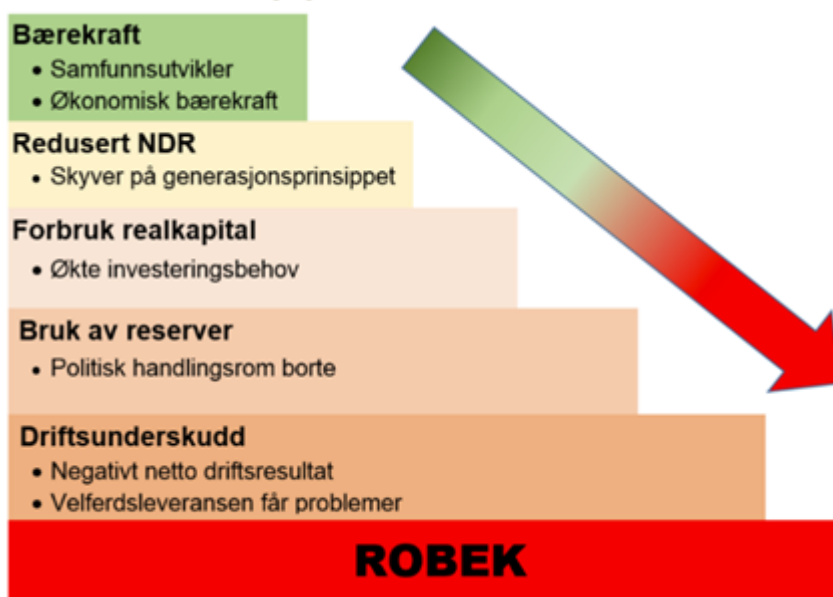 Bærekraft
• Samfunnsutvikler
• Økonomisk bærekraft
Redusert NDR
• Skyver på generasjonsprinsippet
Forbruk realkapital
• Økte investeringsbehov
Bruk av reserver
• Politisk handlingsrom borte
Driftsunderskudd
• Negativt netto driftsresultat
• Velferdsleveransen får problemer
ROBEK